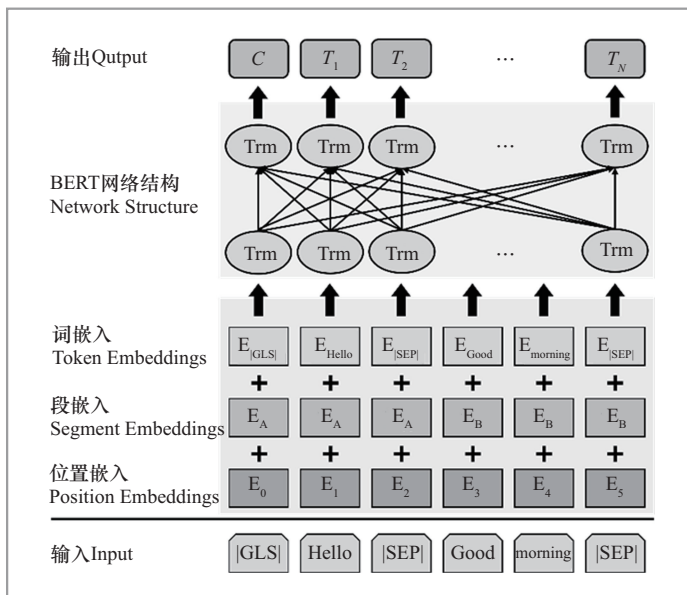 输出Qutput
C T1 T2 … TN
Trm Trm Trm … Trm
BERT网络结构
Network Structure
Trm Trm Trm … Trm
词嵌入
Token Embeddings
E|GLS| EHello E|SEP| EGood Emorning E|SEP|
+ + + + + +
段嵌入
Segment Embeddings
EA EA EA EB EB EB
+ + + + + +
位置嵌入
Position Embeddings
E0 E1 E2 E3 E4 E5
输入Input
|GLS| Hello |SEP| Good morning |SEP|